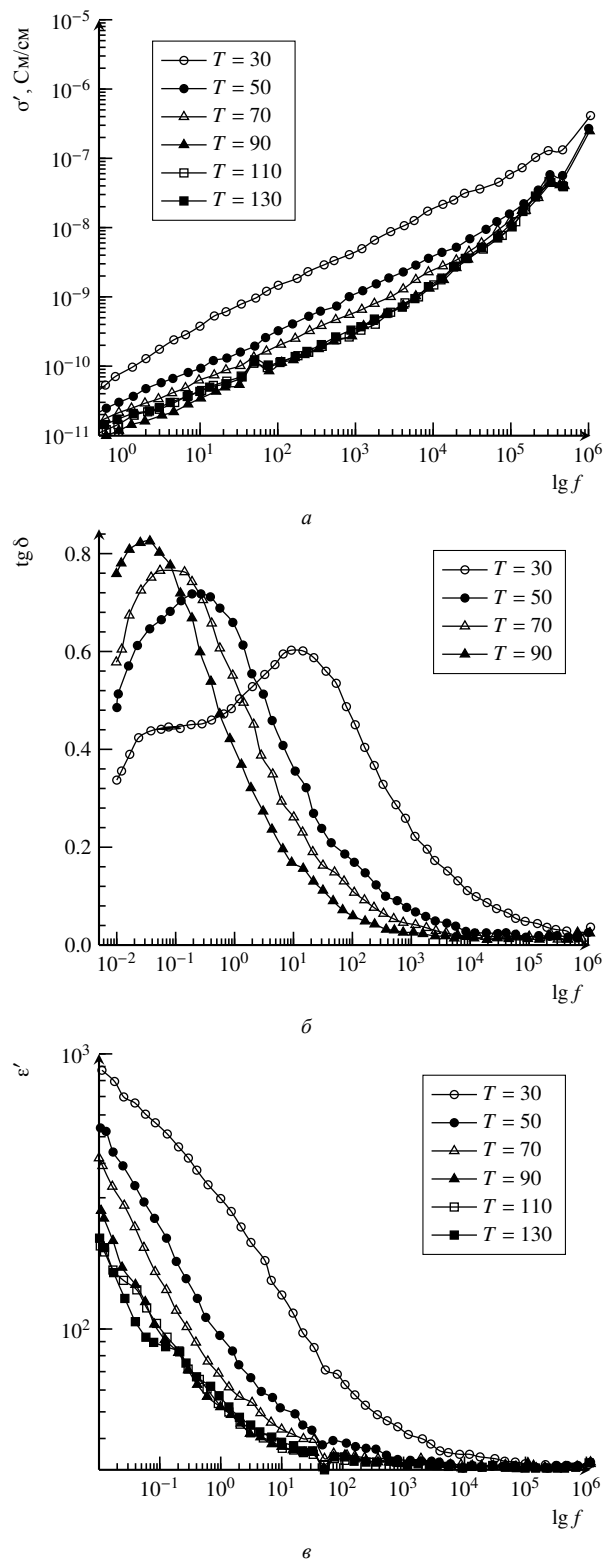 10⁻⁵
10⁻⁶
10⁻⁷
10⁻⁸
10⁻⁹
10⁻¹⁰
10⁻¹¹
σ′, См/см
T = 30
T = 50
T = 70
T = 90
T = 110
T = 130
10⁰ 10¹ 10² 10³ 10⁴ 10⁵ 10⁶
lg f
а
tg δ
0.8
0.6
0.4
0.2
0.0
T = 30
T = 50
T = 70
T = 90
10⁻² 10⁻¹ 10⁰ 10¹ 10² 10³ 10⁴ 10⁵ 10⁶
lg f
б
ε′
10³
10²
T = 30
T = 50
T = 70
T = 90
T = 110
T = 130
10⁻¹ 10⁰ 10¹ 10² 10³ 10⁴ 10⁵ 10⁶
lg f
в